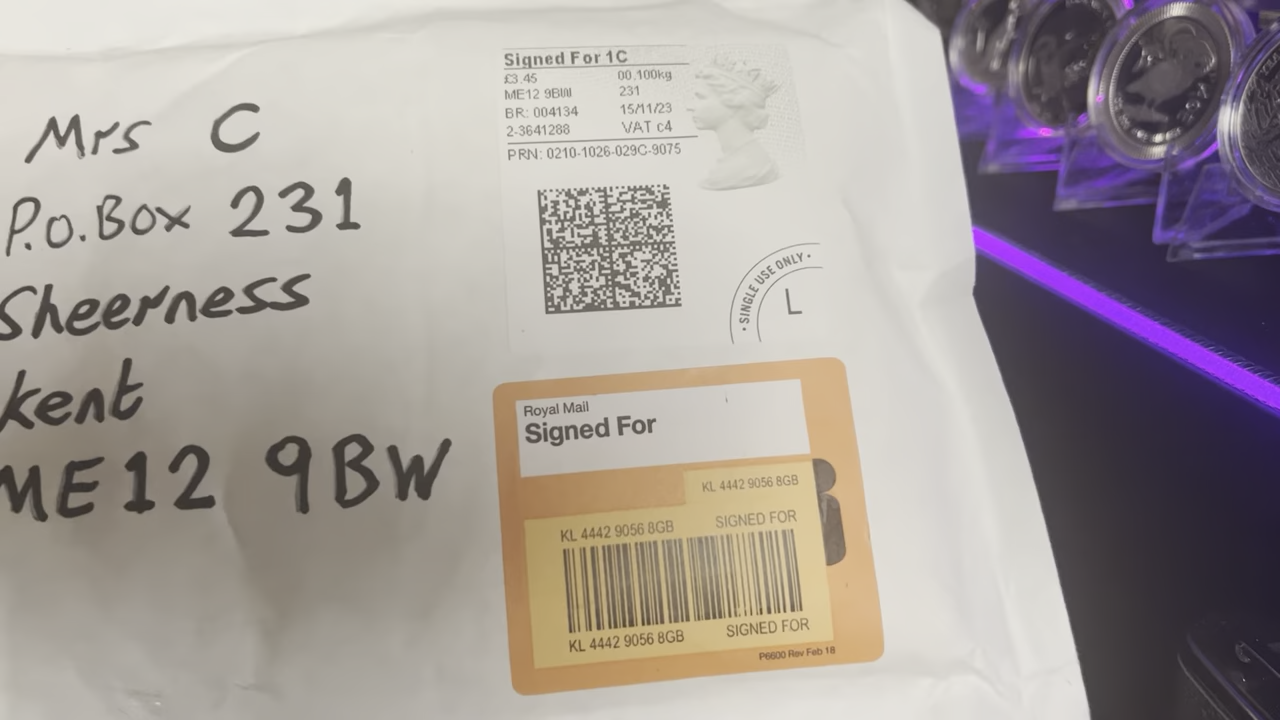 Mrs C
P.o.Box 231
Sheerness
Kent
ME12 9BW
Signed For 1C
£3.45 00.100kg
ME12 9BW 231
BR: 004134 15/11/23
2-3641288 VAT c4
PRN: 0210-1026-029C-9075
• SINGLE USE ONLY •
L
Royal Mail
Signed For
KL 4442 9056 8GB
KL 4442 9056 8GB SIGNED FOR
KL 4442 9056 8GB SIGNED FOR
P6600 Rev Feb 18